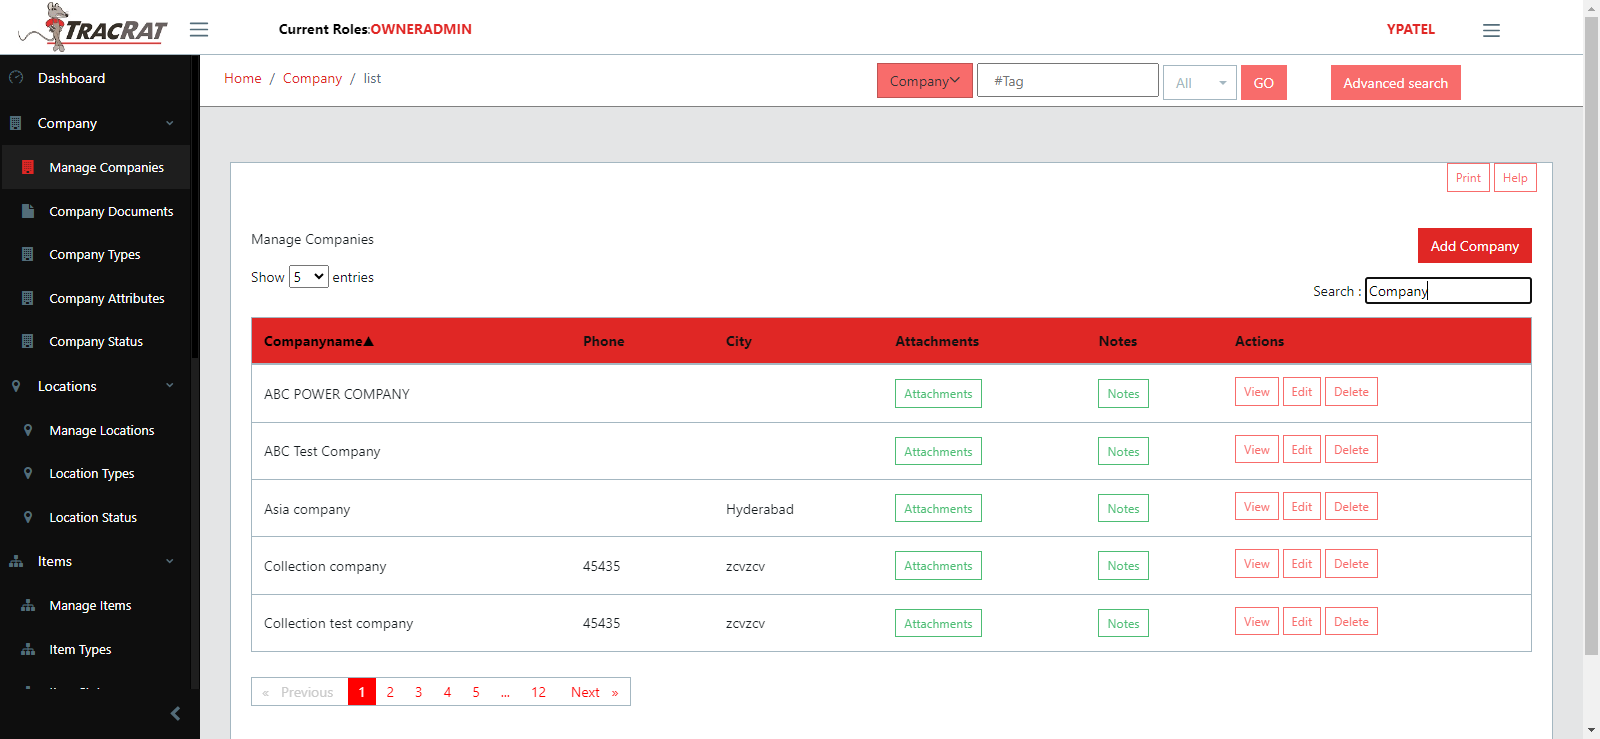 TRACRAT
Current Roles:OWNERADMIN
YPATEL
Dashboard
Company
Manage Companies
Company Documents
Company Types
Company Attributes
Company Status
Locations
Manage Locations
Location Types
Location Status
Items
Manage Items
Item Types
Home / Company / list
Company #Tag All GO Advanced search
Print Help
Manage Companies
Add Company
Show 5 entries
Search : Company
Companyname▲ Phone City Attachments Notes Actions
ABC POWER COMPANY Attachments Notes View Edit Delete
ABC Test Company Attachments Notes View Edit Delete
Asia company Hyderabad Attachments Notes View Edit Delete
Collection company 45435 zcvzcv Attachments Notes View Edit Delete
Collection test company 45435 zcvzcv Attachments Notes View Edit Delete
« Previous 1 2 3 4 5 ... 12 Next »